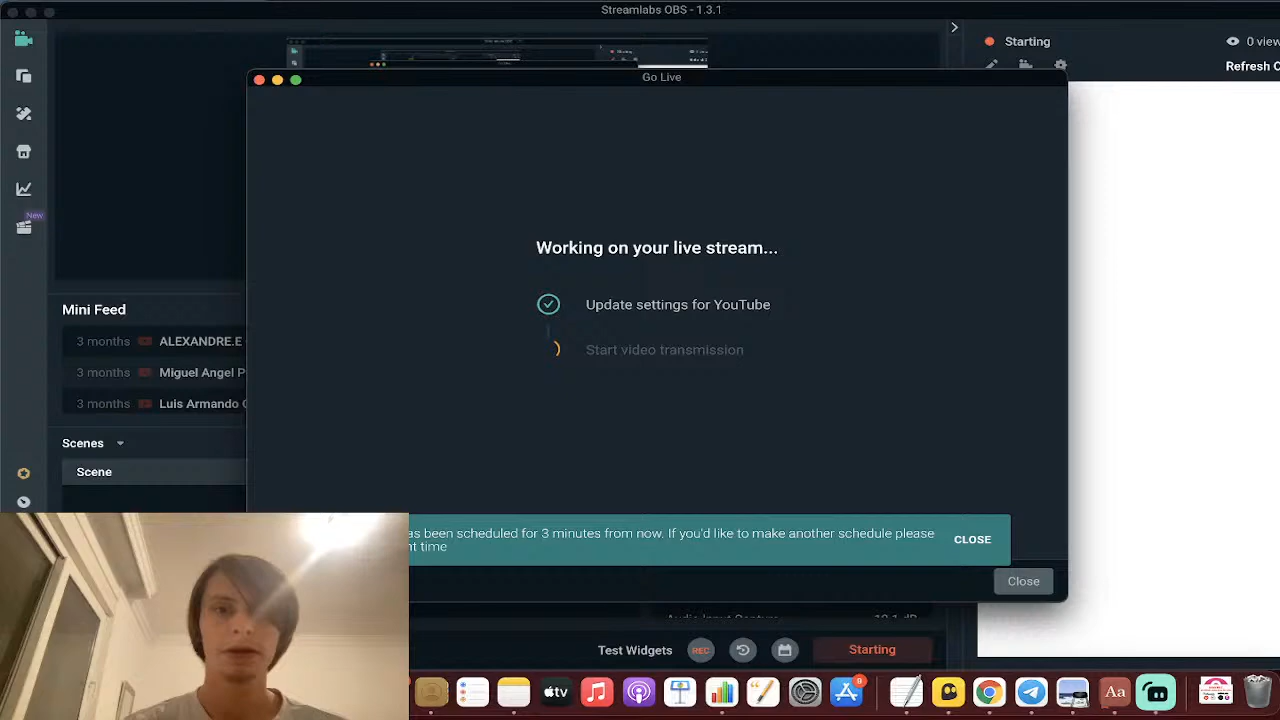 Streamlabs OBS - 1.3.1
Starting
0 view
Refresh C
Go Live
New
Working on your live stream...
Update settings for YouTube
Start video transmission
Mini Feed
3 months ALEXANDRE.E
3 months Miguel Angel P
3 months Luis Armando
Scenes
Scene
as been scheduled for 3 minutes from now. If you'd like to make another schedule please
nt time
CLOSE
Close
Test Widgets
REC
Starting
tv
Aa